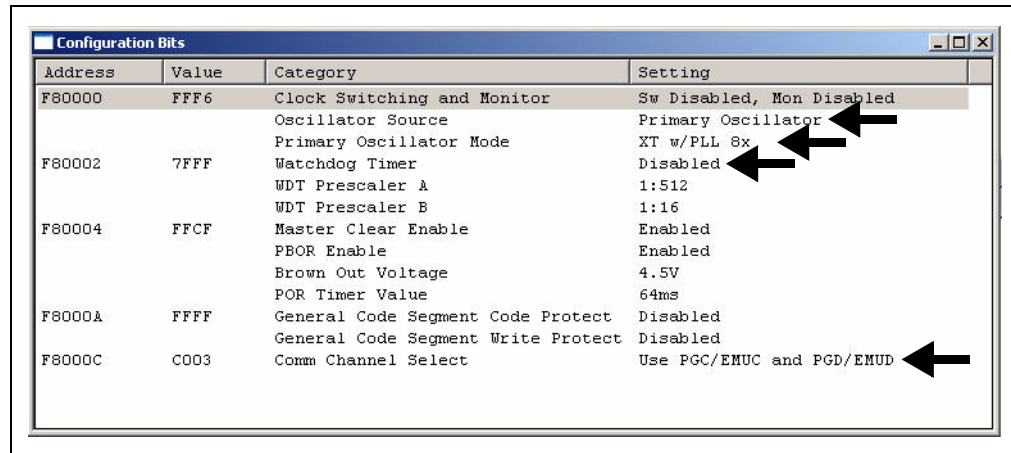 Configuration Bits
Address Value Category Setting
F80000 FFF6 Clock Switching and Monitor Sw Disabled, Mon Disabled
Oscillator Source Primary Oscillator
Primary Oscillator Mode XT w/PLL 8x
F80002 7FFF Watchdog Timer Disabled
WDT Prescaler A 1:512
WDT Prescaler B 1:16
F80004 FFCF Master Clear Enable Enabled
PBOR Enable Enabled
Brown Out Voltage 4.5V
POR Timer Value 64ms
F8000A FFFF General Code Segment Code Protect Disabled
General Code Segment Write Protect Disabled
F8000C C003 Comm Channel Select Use PGC/EMUC and PGD/EMUD